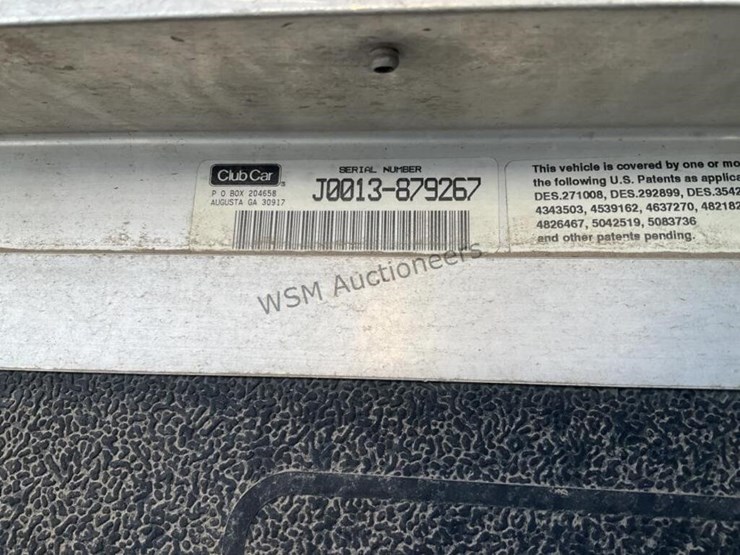 Club Car
P O BOX 204658
AUGUSTA GA 30917
SERIAL NUMBER
J0013-879267
This vehicle is covered by one or mo
the following U.S. Patents as applica
DES.271008, DES.292899, DES.3542
4343503, 4539162, 4637270, 482182
4826467, 5042519, 5083736
and other patents pending.
WSM Auctioneers